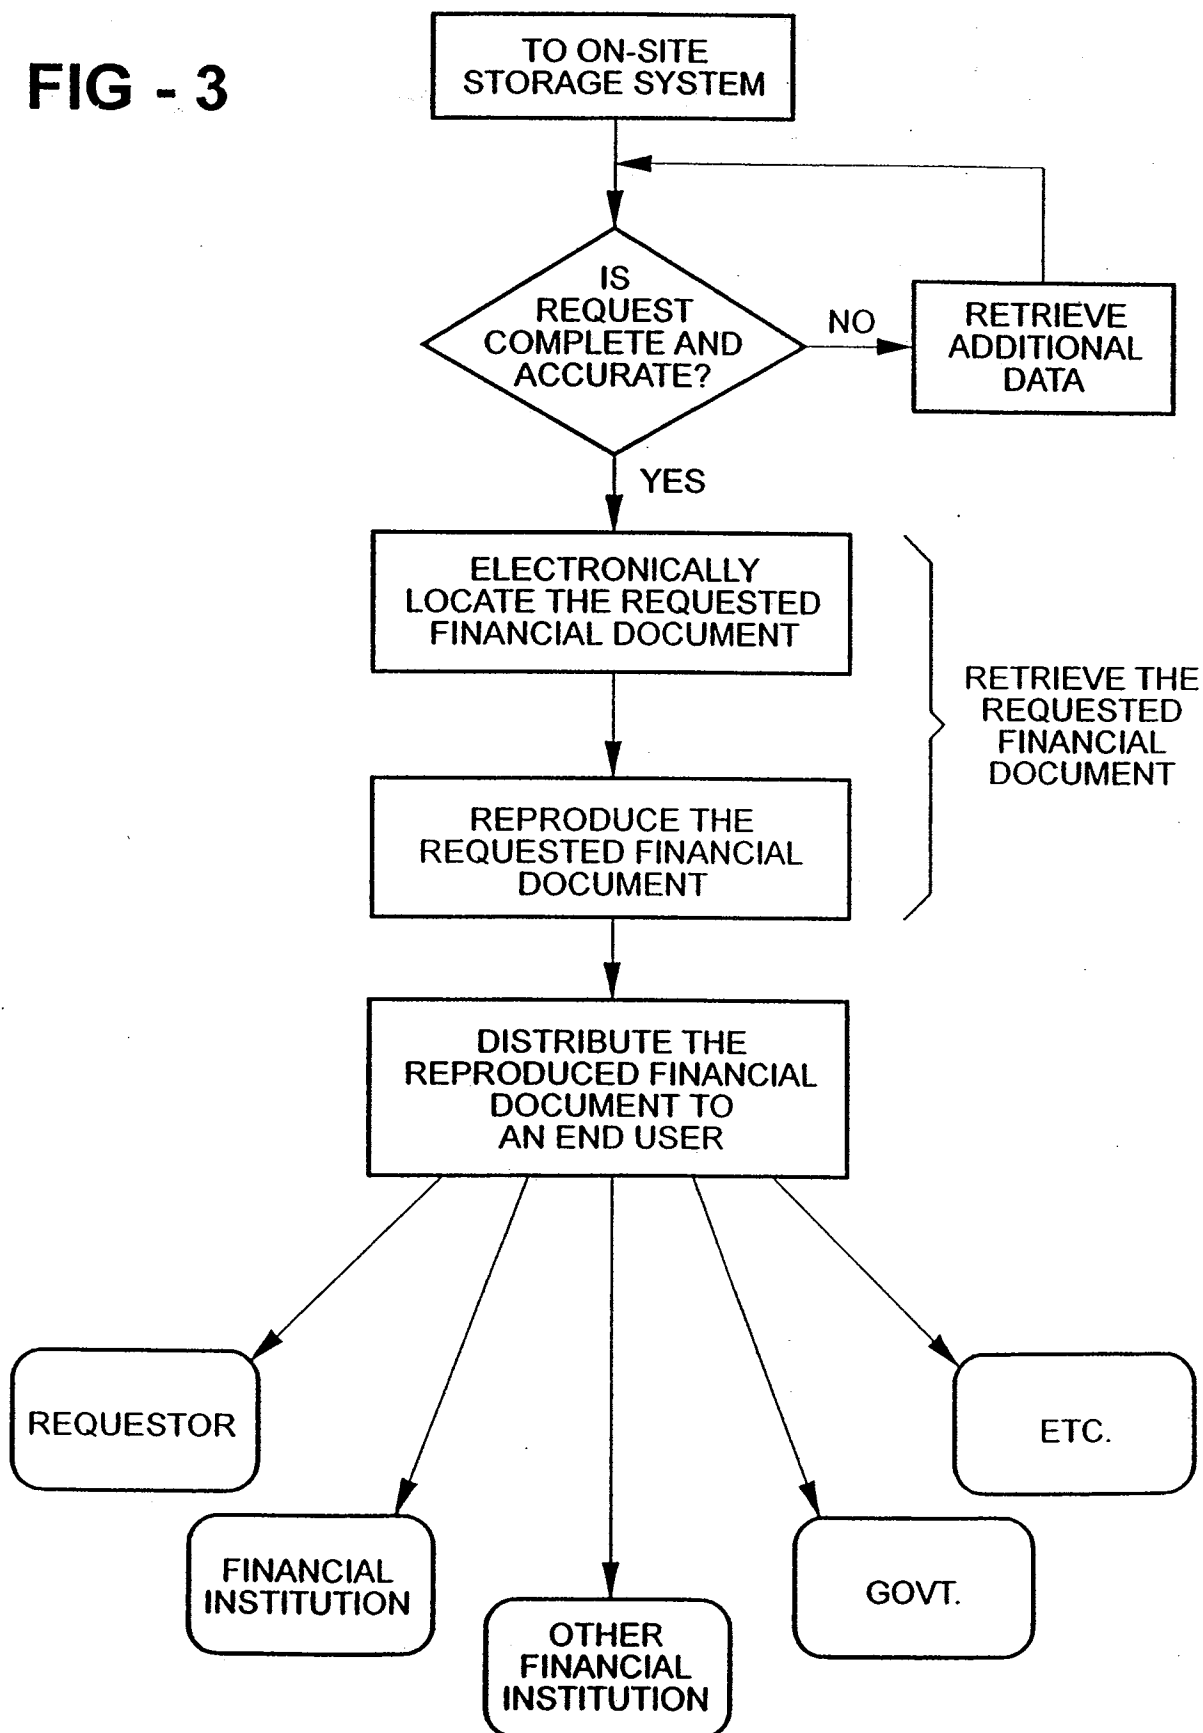 FIG - 3
TO ON-SITE
STORAGE SYSTEM
IS
REQUEST
COMPLETE AND
ACCURATE?
NO
RETRIEVE
ADDITIONAL
DATA
YES
ELECTRONICALLY
LOCATE THE REQUESTED
FINANCIAL DOCUMENT
RETRIEVE THE
REQUESTED
FINANCIAL
DOCUMENT
REPRODUCE THE
REQUESTED FINANCIAL
DOCUMENT
DISTRIBUTE THE
REPRODUCED FINANCIAL
DOCUMENT TO
AN END USER
REQUESTOR
ETC.
FINANCIAL
INSTITUTION
GOVT.
OTHER
FINANCIAL
INSTITUTION